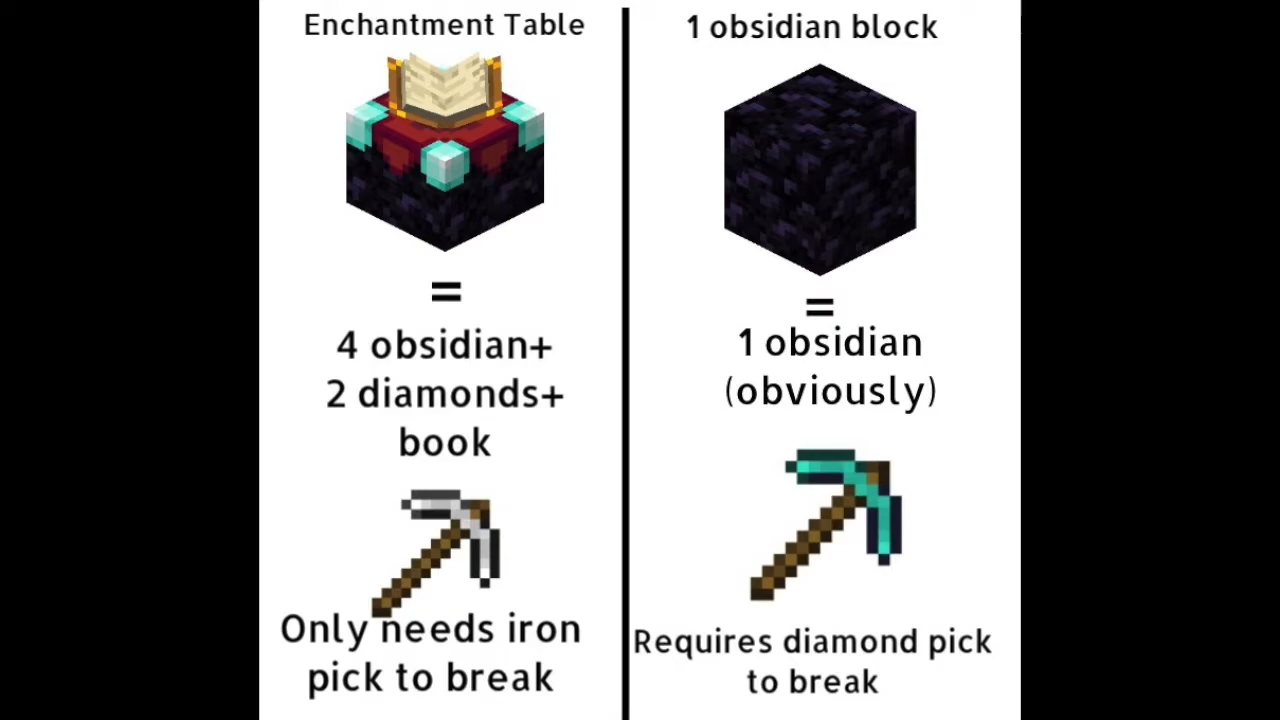 Enchantment Table
=
4 obsidian+
2 diamonds+
book
Only needs iron
pick to break
1 obsidian block
=
1 obsidian
(obviously)
Requires diamond pick
to break